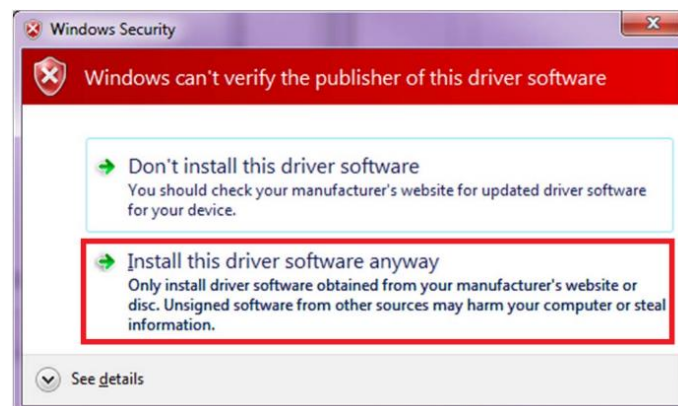 Windows Security
Windows can't verify the publisher of this driver software
Don't install this driver software
You should check your manufacturer's website for updated driver software
for your device.
Install this driver software anyway
Only install driver software obtained from your manufacturer's website or
disc. Unsigned software from other sources may harm your computer or steal
information.
See details